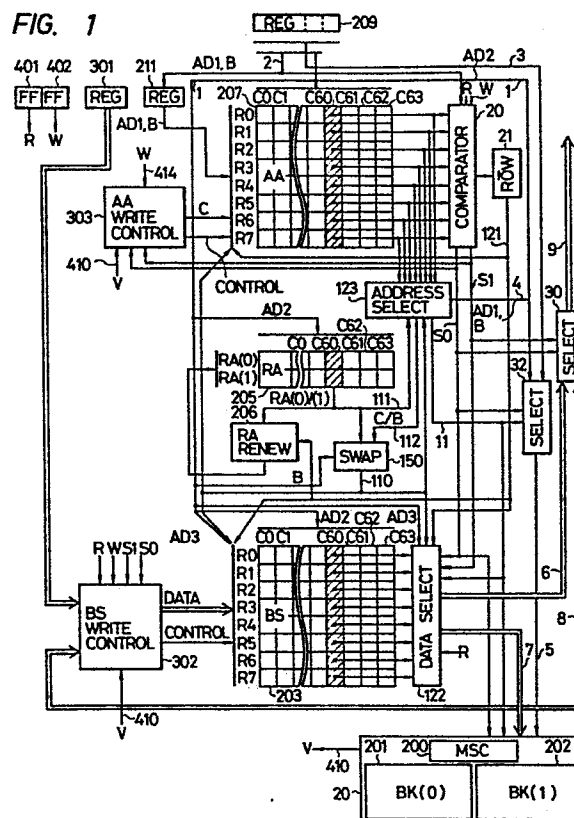 FIG. 1
REG 209
401 402 301 211
FF FF REG REG
2 AD1,B AD2 3
R W 1
R W AD1,B 1
207 C0 C1 C60 C61 C62 C63 20
R0
R1
R2
R3
R4
R5
R6
R7
AA
COMPARATOR
21
ROW
121
W
414
303
AA WRITE CONTROL
C
CONTROL
410
V
9
S1
4
30
SELECT
123
ADDRESS SELECT
S0
AD1,B
32
SELECT
AD2
C62
C0 C60 C61 C63
RA(0)
RA(1)
RA
205
RA(0)/(1)
111
206
RA RENEW
C/B
112
11
SWAP
150
B
110
AD3
AD2 C62 AD3
C0 C1 C60 C61 C63
6
8
R W S1 S0
R0
R1
R2
R3
R4
R5
R6
R7
BS
DATA SELECT
BS WRITE CONTROL
DATA
CONTROL
302
R
7
5
410
V
203
122
V
410
201
200
MSC
202
20
BK(0)
BK(1)